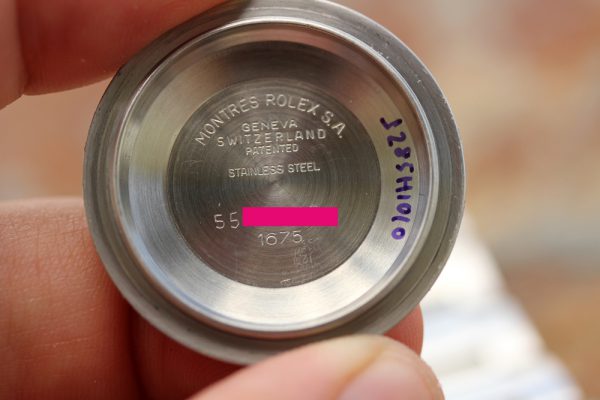 MONTRES ROLEX S.A.
GENEVA
SWITZERLAND
PATENTED
STAINLESS STEEL
55
1675